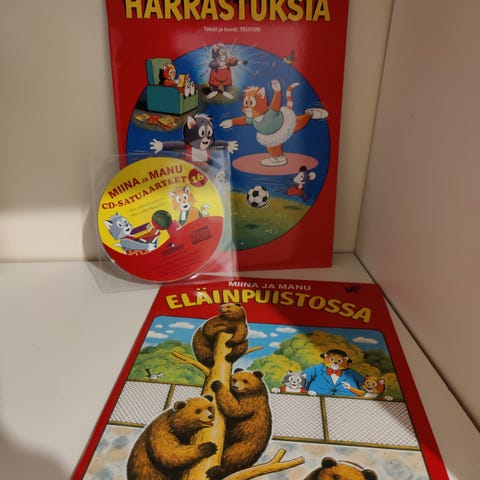 HARRASTUKSIA
Teksti ja kuvat: TEUTORI
MIINA JA MANU
CD-SATUAARTEET 16
MIINA JA MANU
ELÄINPUISTOSSA